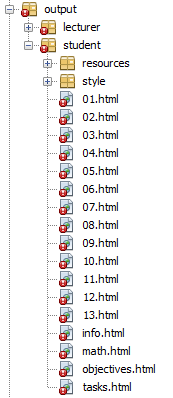 output
lecturer
student
resources
style
01.html
02.html
03.html
04.html
05.html
06.html
07.html
08.html
09.html
10.html
11.html
12.html
13.html
info.html
math.html
objectives.html
tasks.html